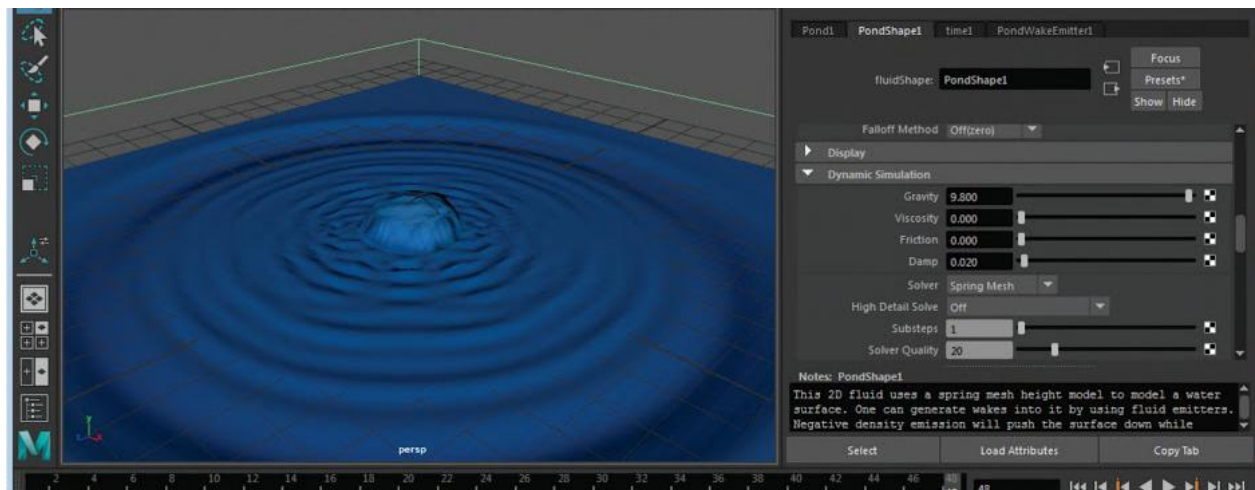 Pond1 PondShape1 time1 PondWakeEmitter1
Focus
fluidShape: PondShape1
Presets*
Show Hide
Falloff Method Off(zero)
Display
Dynamic Simulation
Gravity 9.800
Viscosity 0.000
Friction 0.000
Damp 0.020
Solver Spring Mesh
High Detail Solve Off
Substeps 1
Solver Quality 20
Notes: PondShape1
This 2D fluid uses a spring mesh height model to model a water
surface. One can generate wakes into it by using fluid emitters.
Negative density emission will push the surface down while
persp
Select Load Attributes Copy Tab
2 4 6 8 10 12 14 16 18 20 22 24 26 28 30 32 34 36 38 40 42 44 46 48 48